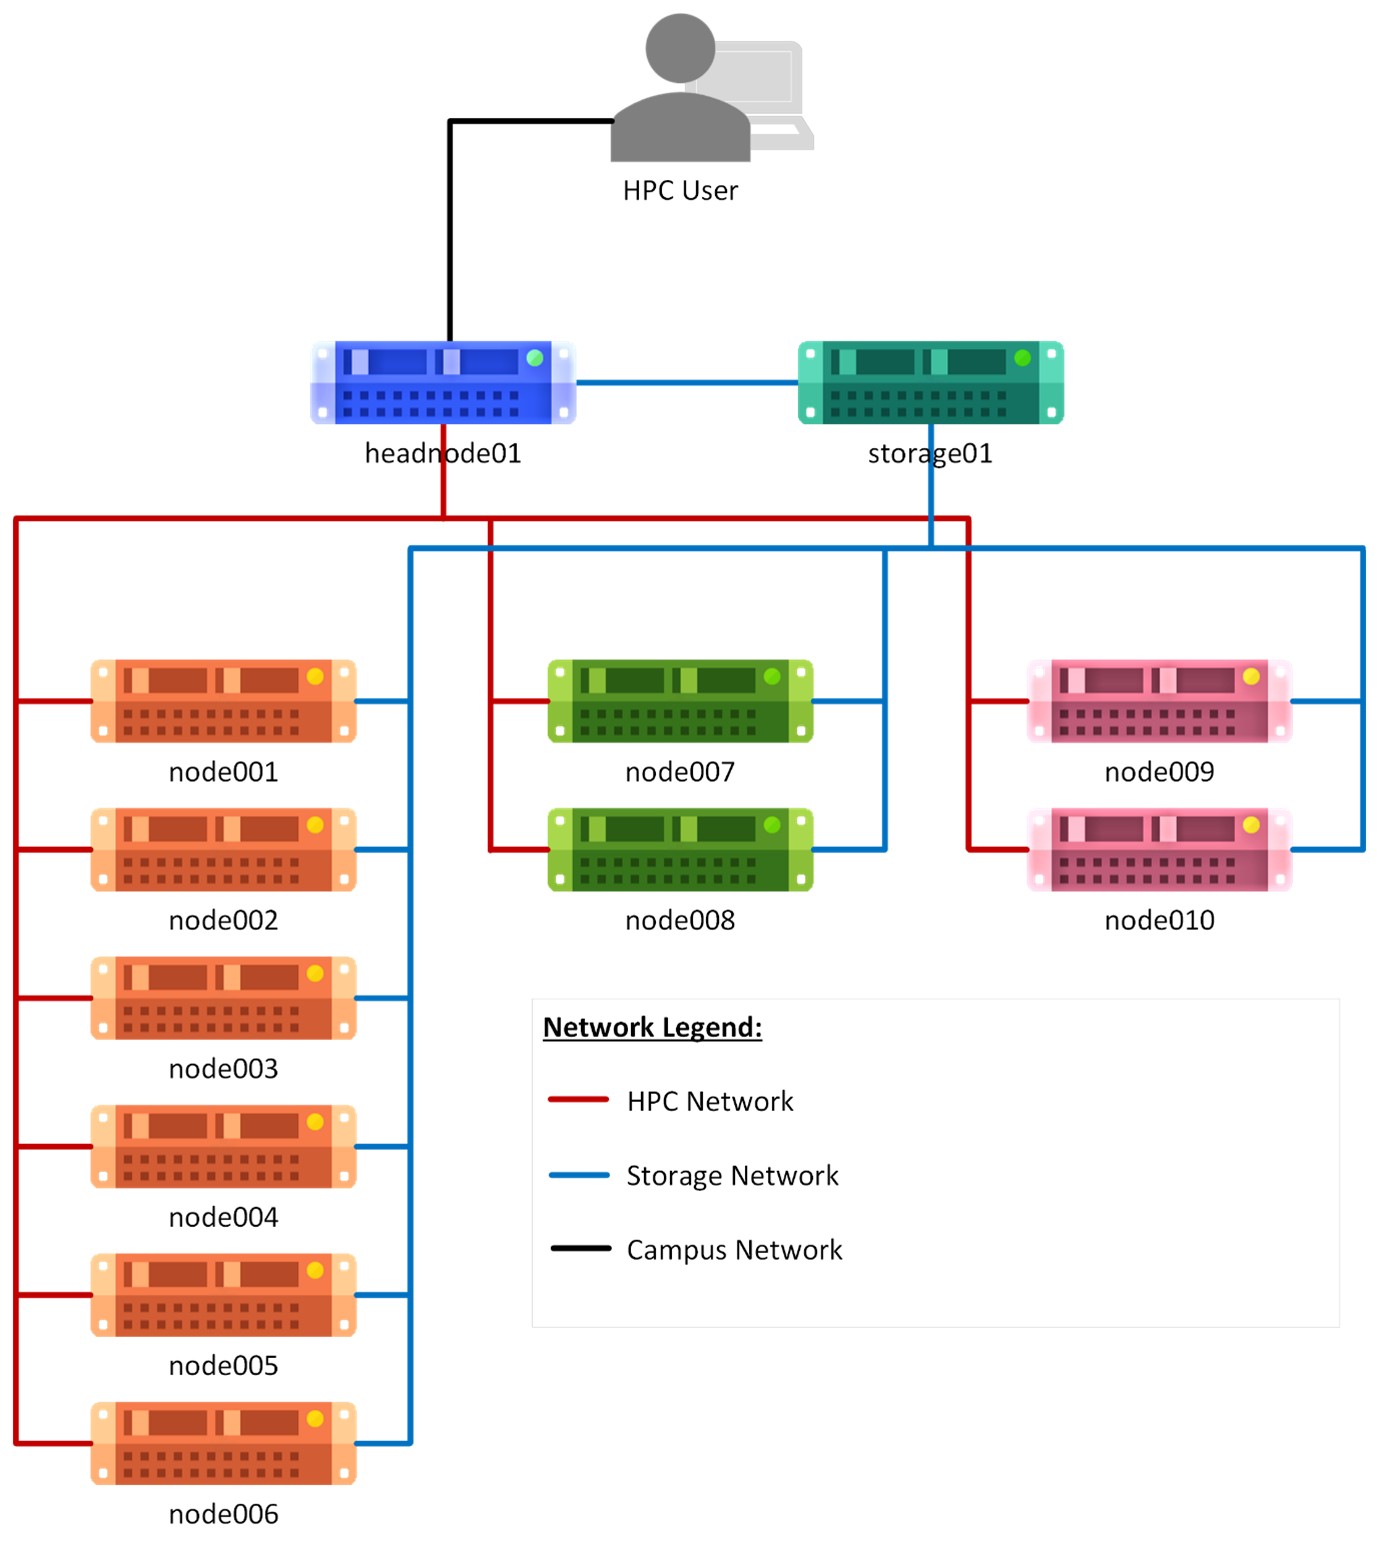 HPC User
headnode01
storage01
node001
node007
node009
node002
node008
node010
node003
node004
node005
node006
Network Legend:
HPC Network
Storage Network
Campus Network